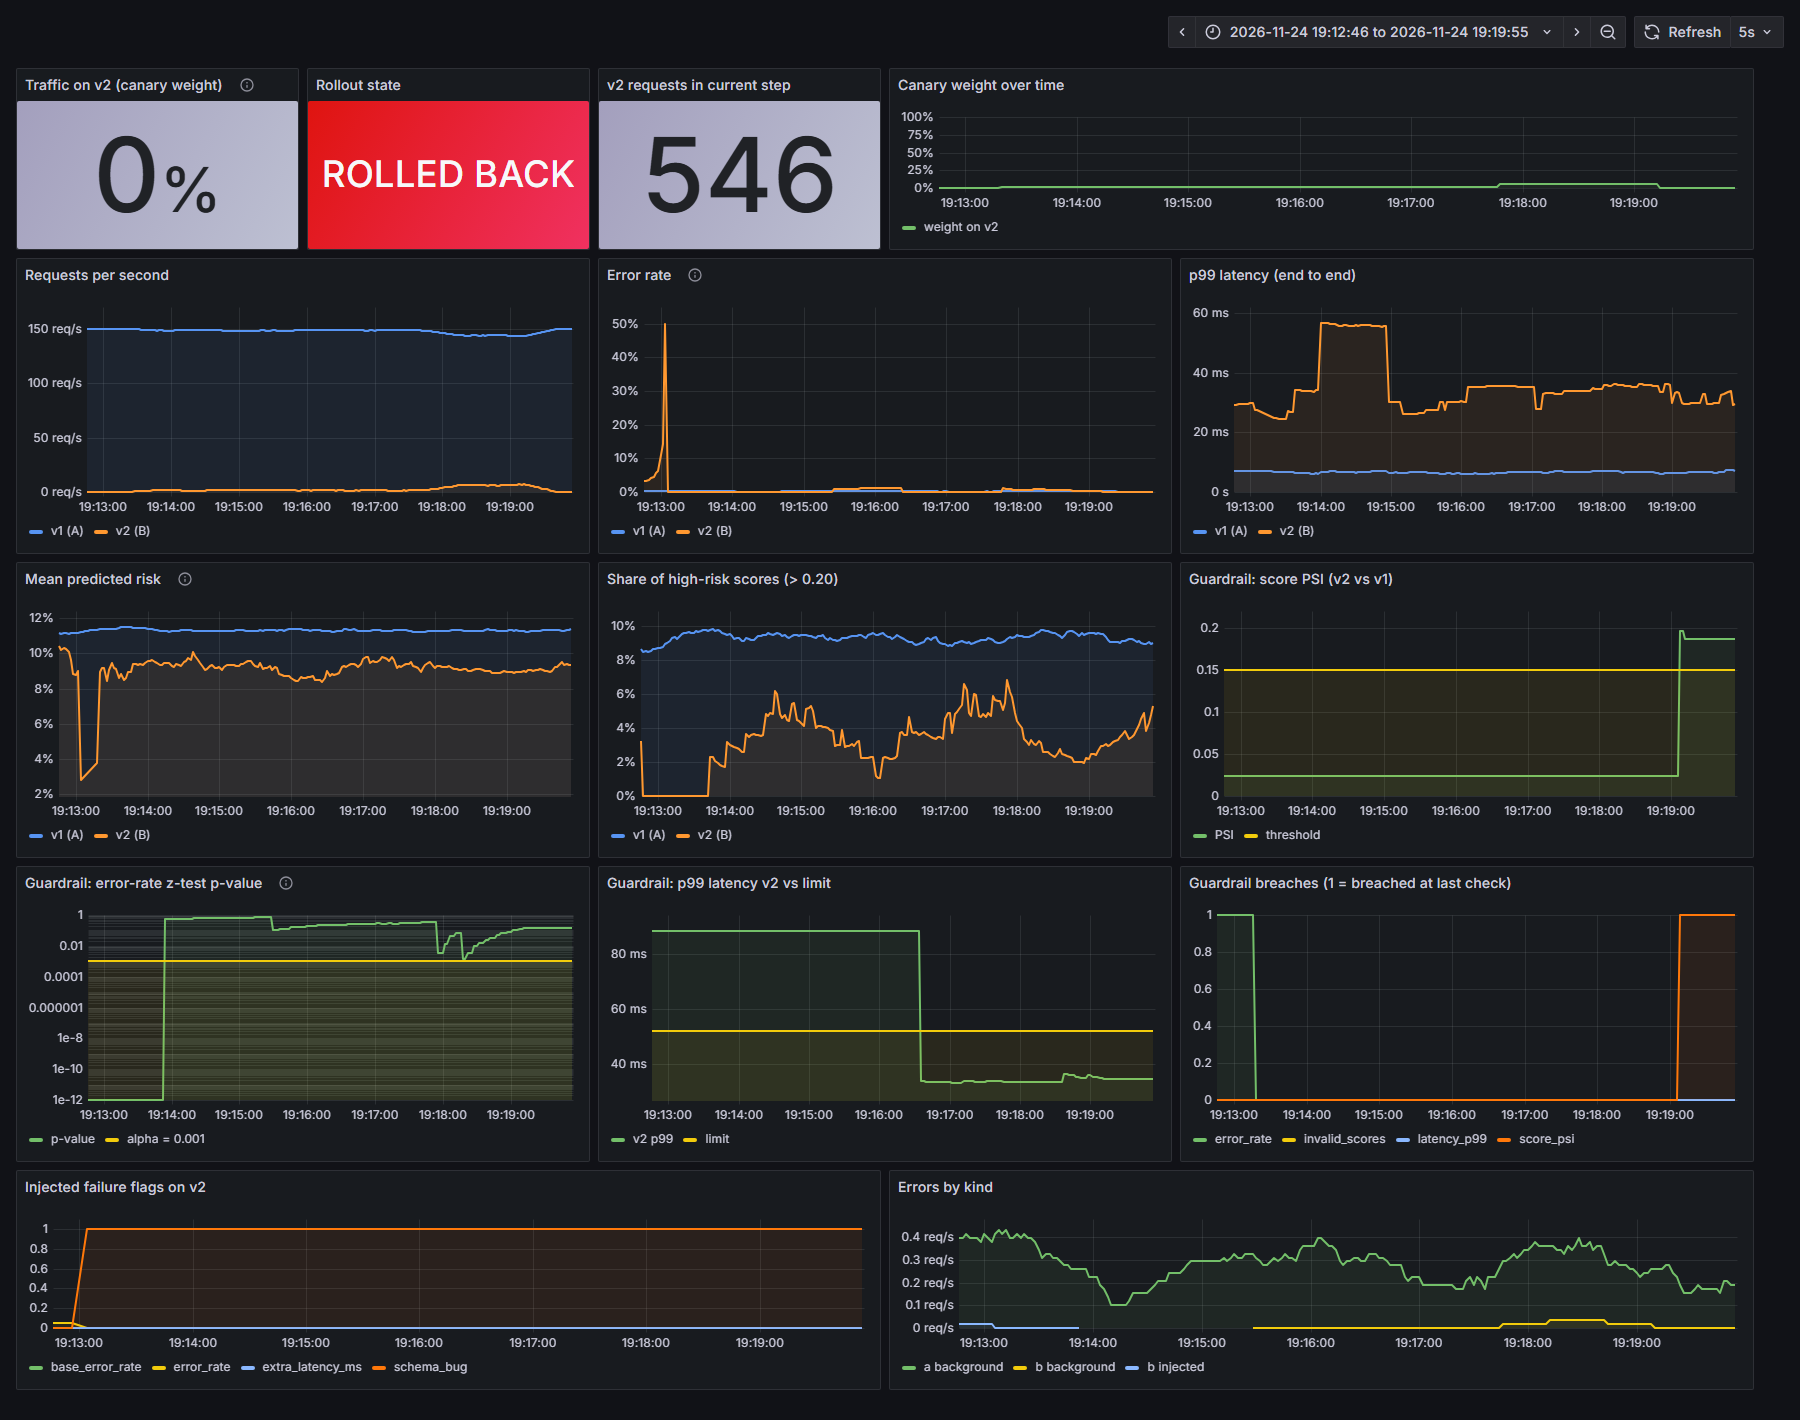 2026-11-24 19:12:46 to 2026-11-24 19:19:55
Refresh
5s
Traffic on v2 (canary weight)
0%
Rollout state
ROLLED BACK
v2 requests in current step
546
Canary weight over time
100%
75%
50%
25%
0%
19:13:00 19:14:00 19:15:00 19:16:00 19:17:00 19:18:00 19:19:00
weight on v2
Requests per second
150 req/s
100 req/s
50 req/s
0 req/s
19:13:00 19:14:00 19:15:00 19:16:00 19:17:00 19:18:00 19:19:00
v1 (A) v2 (B)
Error rate
50%
40%
30%
20%
10%
0%
19:13:00 19:14:00 19:15:00 19:16:00 19:17:00 19:18:00 19:19:00
v1 (A) v2 (B)
p99 latency (end to end)
60 ms
40 ms
20 ms
0 s
19:13:00 19:14:00 19:15:00 19:16:00 19:17:00 19:18:00 19:19:00
v1 (A) v2 (B)
Mean predicted risk
12%
10%
8%
6%
4%
2%
19:13:00 19:14:00 19:15:00 19:16:00 19:17:00 19:18:00 19:19:00
v1 (A) v2 (B)
Share of high-risk scores (> 0.20)
10%
8%
6%
4%
2%
0%
19:13:00 19:14:00 19:15:00 19:16:00 19:17:00 19:18:00 19:19:00
v1 (A) v2 (B)
Guardrail: score PSI (v2 vs v1)
0.2
0.15
0.1
0.05
0
19:13:00 19:14:00 19:15:00 19:16:00 19:17:00 19:18:00 19:19:00
PSI threshold
Guardrail: error-rate z-test p-value
1
0.01
0.0001
0.000001
1e-8
1e-10
1e-12
19:13:00 19:14:00 19:15:00 19:16:00 19:17:00 19:18:00 19:19:00
p-value alpha = 0.001
Guardrail: p99 latency v2 vs limit
80 ms
60 ms
40 ms
19:13:00 19:14:00 19:15:00 19:16:00 19:17:00 19:18:00 19:19:00
v2 p99 limit
Guardrail breaches (1 = breached at last check)
1
0.8
0.6
0.4
0.2
0
19:13:00 19:14:00 19:15:00 19:16:00 19:17:00 19:18:00 19:19:00
error_rate invalid_scores latency_p99 score_psi
Injected failure flags on v2
1
0.8
0.6
0.4
0.2
0
19:13:00 19:14:00 19:15:00 19:16:00 19:17:00 19:18:00 19:19:00
base_error_rate error_rate extra_latency_ms schema_bug
Errors by kind
0.4 req/s
0.3 req/s
0.2 req/s
0.1 req/s
0 req/s
19:13:00 19:14:00 19:15:00 19:16:00 19:17:00 19:18:00 19:19:00
a background b background b injected